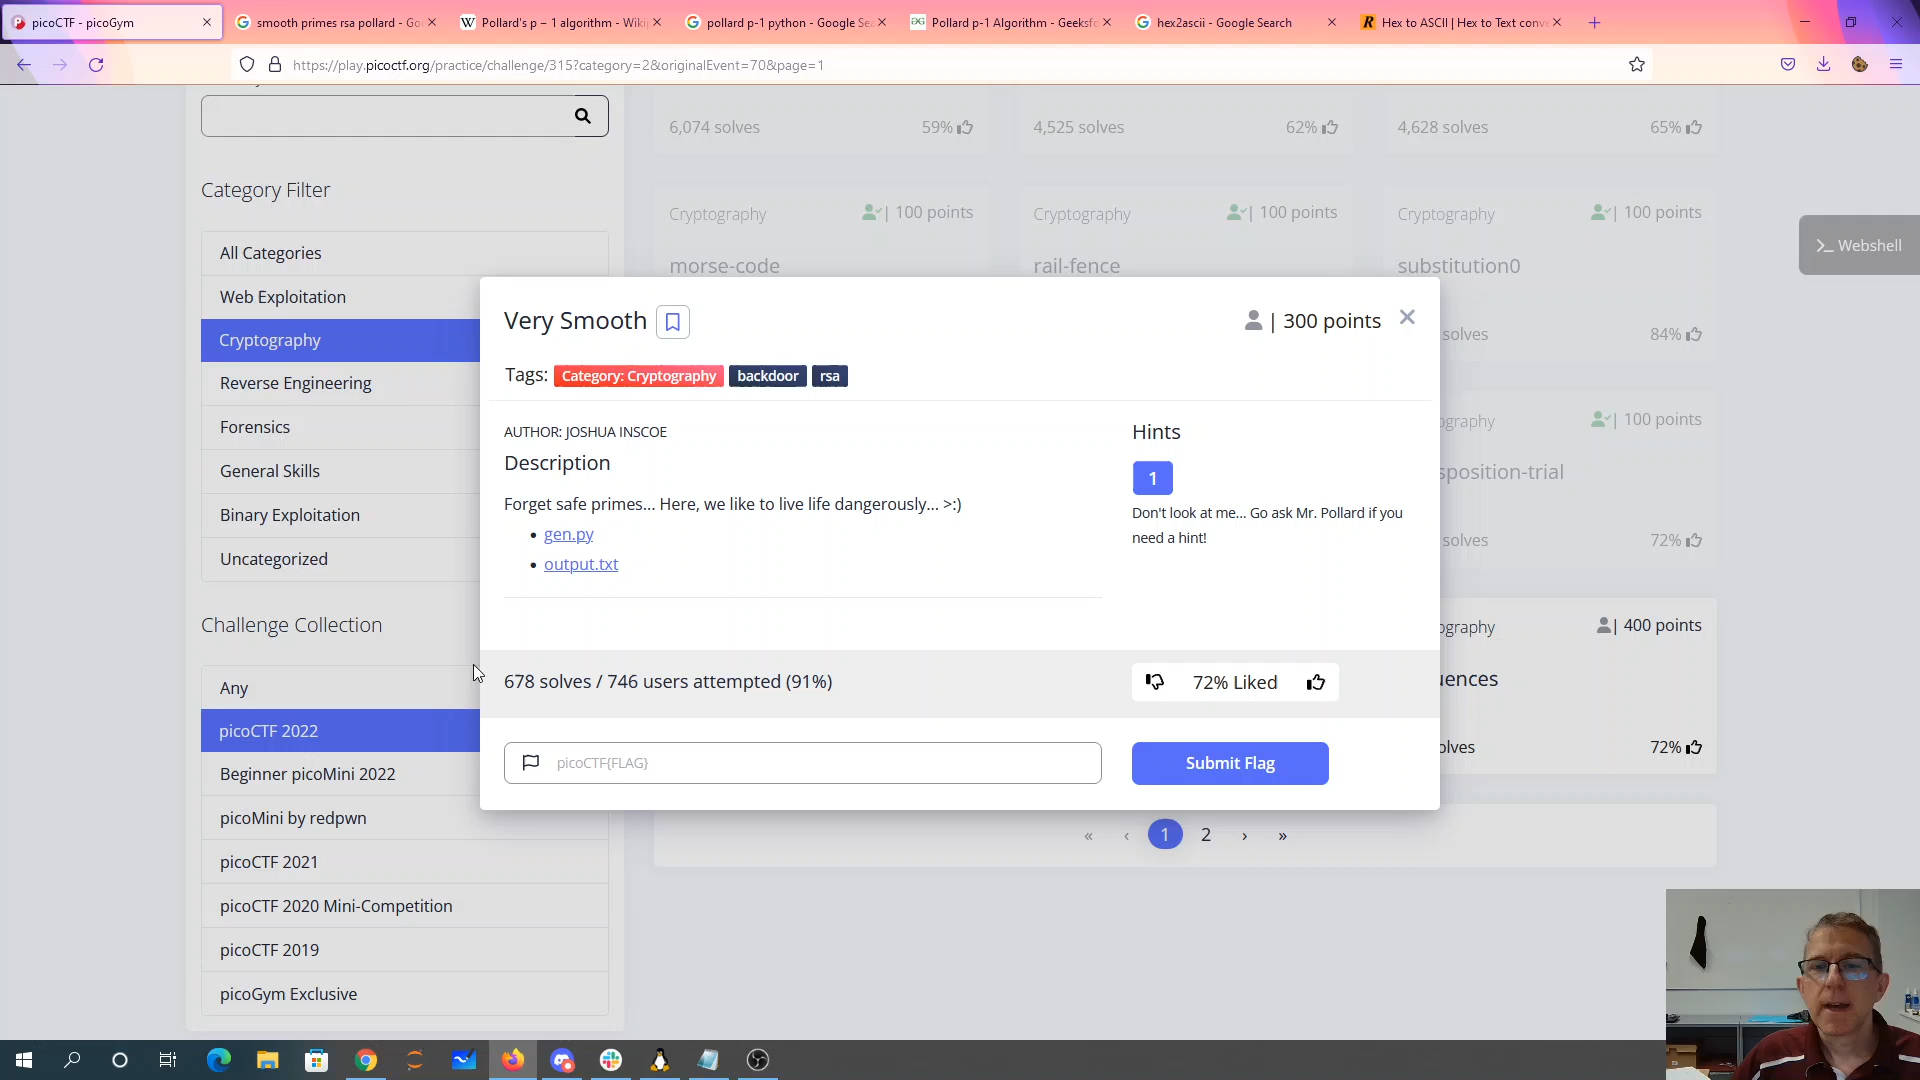 picoCTF - picoGym
smooth primes rsa pollard - Go
Pollard's p − 1 algorithm - Wiki
pollard p-1 python - Google Se
Pollard p-1 Algorithm - Geeksf
hex2ascii - Google Search
Hex to ASCII | Hex to Text conv
https://play.picoctf.org/practice/challenge/315?category=2&originalEvent=70&page=1
6,074 solves
59%
4,525 solves
62%
4,628 solves
65%
Category Filter
All Categories
Web Exploitation
Cryptography
Reverse Engineering
Forensics
General Skills
Binary Exploitation
Uncategorized
Challenge Collection
Any
picoCTF 2022
Beginner picoMini 2022
picoMini by redpwn
picoCTF 2021
picoCTF 2020 Mini-Competition
picoCTF 2019
picoGym Exclusive
Cryptography
| 100 points
morse-code
Cryptography
| 100 points
rail-fence
Cryptography
| 100 points
substitution0
>_ Webshell
solves
84%
ography
| 100 points
sposition-trial
solves
72%
ography
| 400 points
uences
olves
72%
Very Smooth
| 300 points
Tags: Category: Cryptography backdoor rsa
AUTHOR: JOSHUA INSCOE
Description
Forget safe primes... Here, we like to live life dangerously... >:)
• gen.py
• output.txt
Hints
1
Don't look at me... Go ask Mr. Pollard if you
need a hint!
678 solves / 746 users attempted (91%)
72% Liked
picoCTF{FLAG}
Submit Flag
« ‹ 1 2 › »